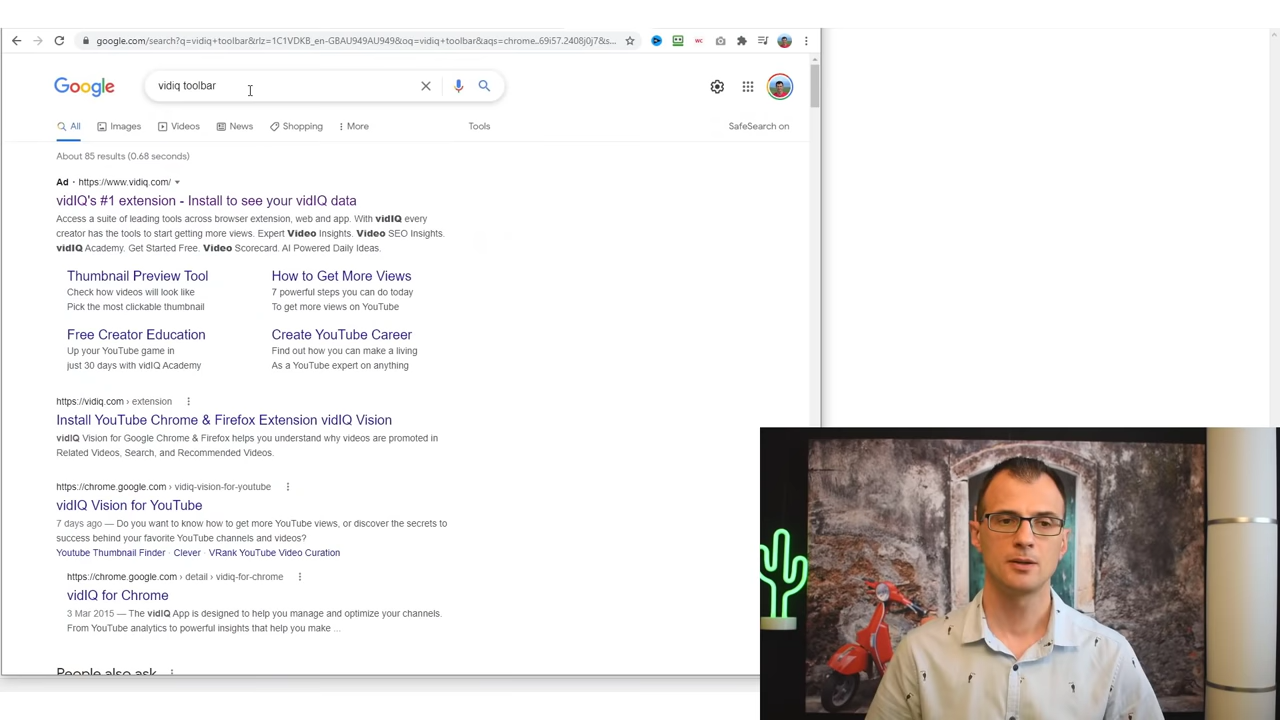 google.com/search?q=vidiq+toolbar&rlz=1C1VDKB_en-GBAU949AU949&oq=vidiq+toolbar&aqs=chrome..69i57.2408j0j7&s...
Google
vidiq toolbar
All
Images
Videos
News
Shopping
More
Tools
SafeSearch on
About 85 results (0.68 seconds)
Ad · https://www.vidiq.com/
vidIQ's #1 extension - Install to see your vidIQ data
Access a suite of leading tools across browser extension, web and app. With vidIQ every
creator has the tools to start getting more views. Expert Video Insights. Video SEO Insights.
vidIQ Academy. Get Started Free. Video Scorecard. AI Powered Daily Ideas.
Thumbnail Preview Tool
Check how videos will look like
Pick the most clickable thumbnail
How to Get More Views
7 powerful steps you can do today
To get more views on YouTube
Free Creator Education
Up your YouTube game in
just 30 days with vidIQ Academy
Create YouTube Career
Find out how you can make a living
As a YouTube expert on anything
https://vidiq.com › extension
Install YouTube Chrome & Firefox Extension vidIQ Vision
vidIQ Vision for Google Chrome & Firefox helps you understand why videos are promoted in
Related Videos, Search, and Recommended Videos.
https://chrome.google.com › vidiq-vision-for-youtube
vidIQ Vision for YouTube
7 days ago — Do you want to know how to get more YouTube views, or discover the secrets to
success behind your favorite YouTube channels and videos?
Youtube Thumbnail Finder · Clever · VRank YouTube Video Curation
https://chrome.google.com › detail › vidiq-for-chrome
vidIQ for Chrome
3 Mar 2015 — The vidIQ App is designed to help you manage and optimize your channels.
From YouTube analytics to powerful insights that help you make ...
People also ask